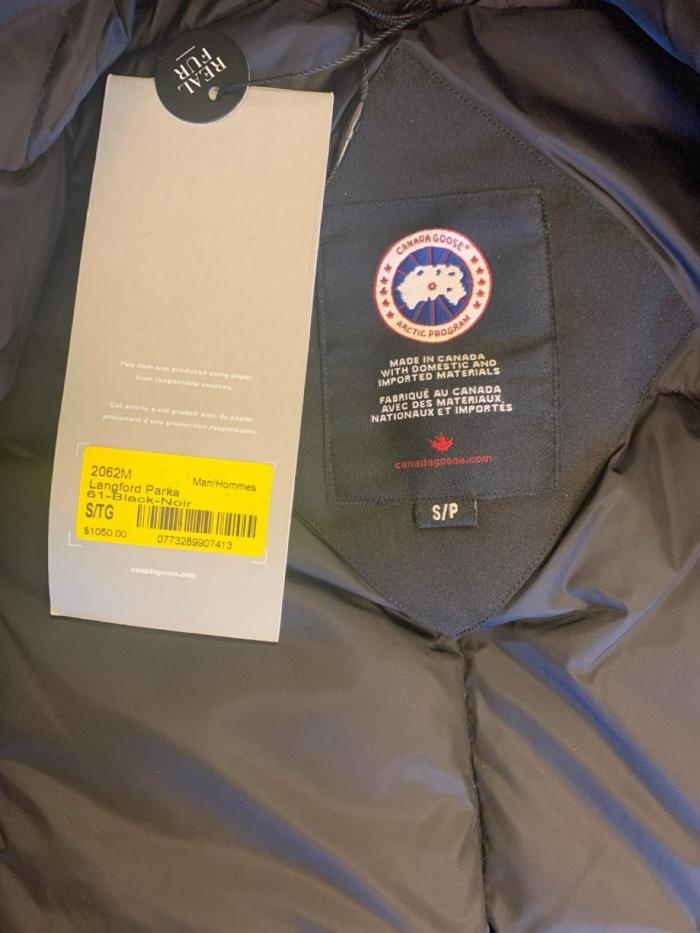 REAL
FUR
This item was produced using paper
from responsible sources.
Cet article a été produit avec du papier
provenant d'une production responsable.
2062M
Man/Hommes
Langford Parka
61-Black-Noir
S/TG
$1050.00
0773289907413
canadagoose.com
CANADA GOOSE®
ARCTIC PROGRAM
MADE IN CANADA
WITH DOMESTIC AND
IMPORTED MATERIALS
FABRIQUÉ AU CANADA
AVEC DES MATERIAUX
NATIONAUX ET IMPORTÉS
canadagoose.com
S/P